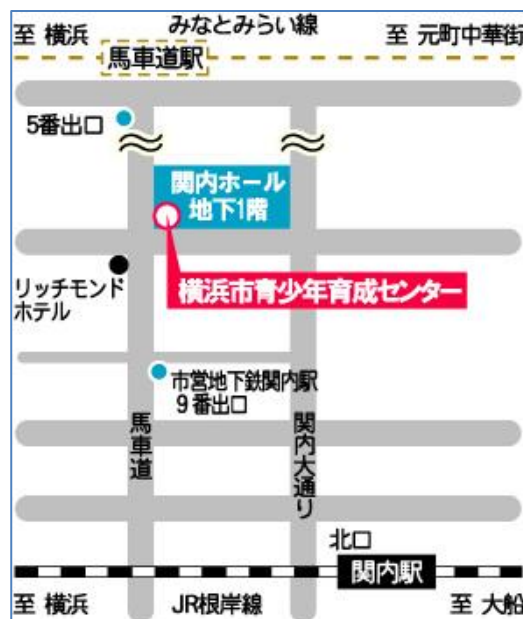 みなとみらい線
至 横浜
至 元町中華街
馬車道駅
5番出口
関内ホール
地下1階
横浜市青少年育成センター
リッチモンド
ホテル
市営地下鉄関内駅
9番出口
馬車道
関内大通り
北口
関内駅
至 横浜
JR根岸線
至 大船